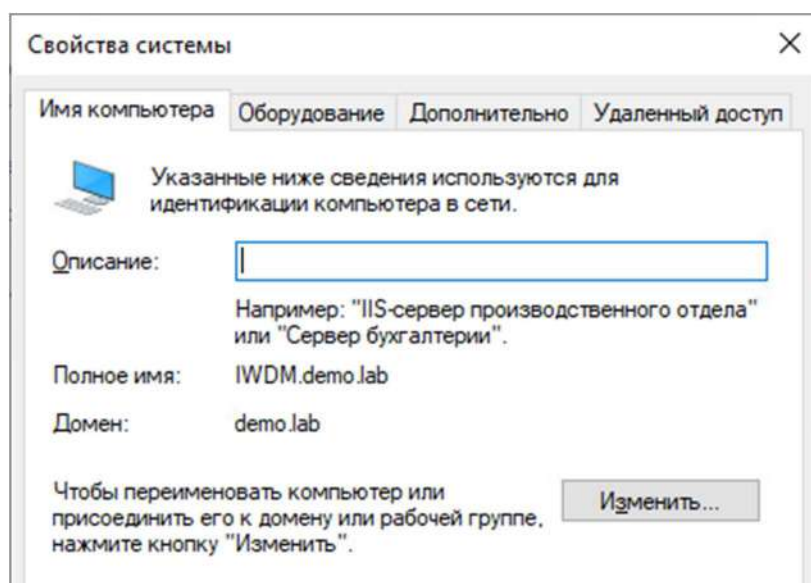 Свойства системы
Имя компьютера Оборудование Дополнительно Удаленный доступ
Указанные ниже сведения используются для
идентификации компьютера в сети.
Описание:
Например: "IIS-сервер производственного отдела"
или "Сервер бухгалтерии".
Полное имя: IWDM.demo.lab
Домен: demo.lab
Чтобы переименовать компьютер или
присоединить его к домену или рабочей группе,
нажмите кнопку "Изменить".
Изменить...